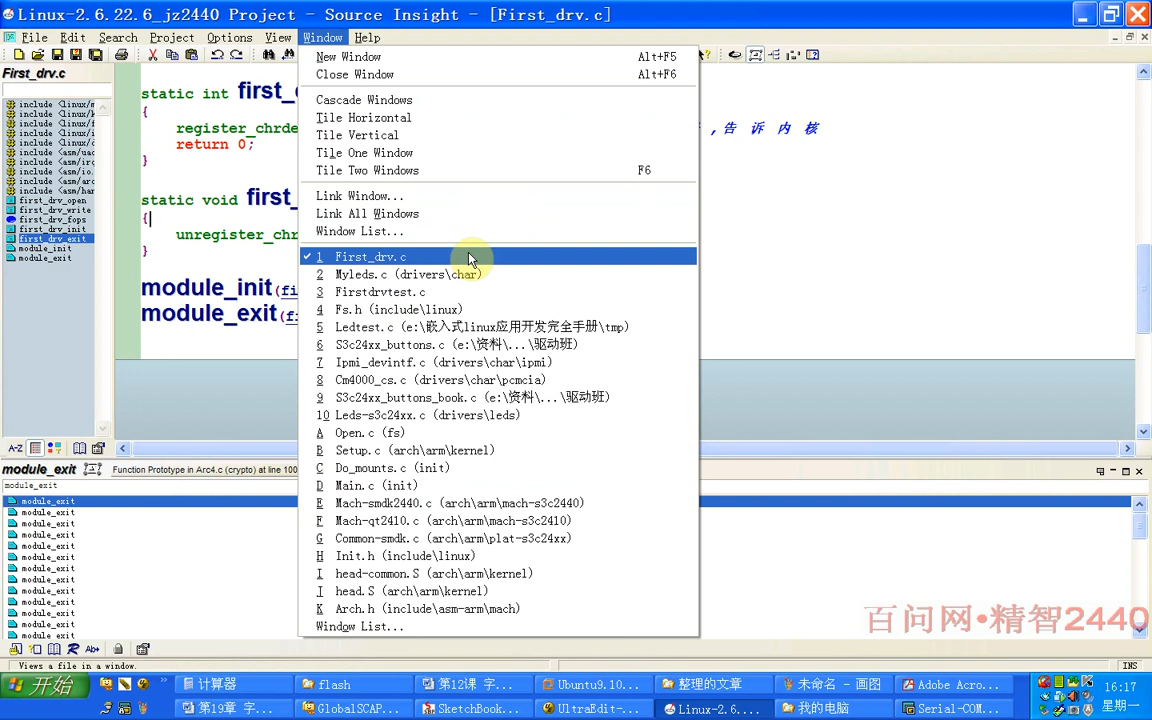 Linux-2.6.22.6_jz2440 Project - Source Insight - [First_drv.c]
File Edit Search Project Options View Window Help
First_drv.c
include <linux/m
include <linux/k
include <linux/f
include <linux/i
include <linux/d
include <asm/uac
include <asm/irc
include <asm/io.
include <asm/arc
include <asm/har
first_drv_open
first_drv_write
first_drv_fops
first_drv_init
first_drv_exit
module_init
module_exit
static int first_d
{
register_chrde
return 0;
}
,告 诉 内 核
static void first_
{
unregister_chr
}
module_init(fi
module_exit(fi
New Window Alt+F5
Close Window Alt+F6
Cascade Windows
Tile Horizontal
Tile Vertical
Tile One Window
Tile Two Windows F6
Link Window...
Link All Windows
Window List...
1 First_drv.c
2 Myleds.c (drivers\char)
3 Firstdrvtest.c
4 Fs.h (include\linux)
5 Ledtest.c (e:\嵌入式linux应用开发完全手册\tmp)
6 S3c24xx_buttons.c (e:\资料\...\驱动班)
7 Ipmi_devintf.c (drivers\char\ipmi)
8 Cm4000_cs.c (drivers\char\pcmcia)
9 S3c24xx_buttons_book.c (e:\资料\...\驱动班)
10 Leds-s3c24xx.c (drivers\leds)
A Open.c (fs)
B Setup.c (arch\arm\kernel)
C Do_mounts.c (init)
D Main.c (init)
E Mach-smdk2440.c (arch\arm\mach-s3c2440)
F Mach-qt2410.c (arch\arm\mach-s3c2410)
G Common-smdk.c (arch\arm\plat-s3c24xx)
H Init.h (include\linux)
I head-common.S (arch\arm\kernel)
J head.S (arch\arm\kernel)
K Arch.h (include\asm-arm\mach)
Window List...
A-Z
module_exit Function Prototype in Arc4.c (crypto) at line 100
module_exit
module_exit
module_exit
module_exit
module_exit
module_exit
module_exit
module_exit
module_exit
module_exit
module_exit
module_exit
module_exit
百问网•精智2440
Views a file in a window. INS
开始 计算器 flash 第12课 字... Ubuntu9.10... 整理的文章 未命名 - 画图 Adobe Acro... 16:17
第19章 字... GlobalSCAP... SketchBook... UltraEdit-... Linux-2.6.... 我的电脑 Serial-COM... 星期一